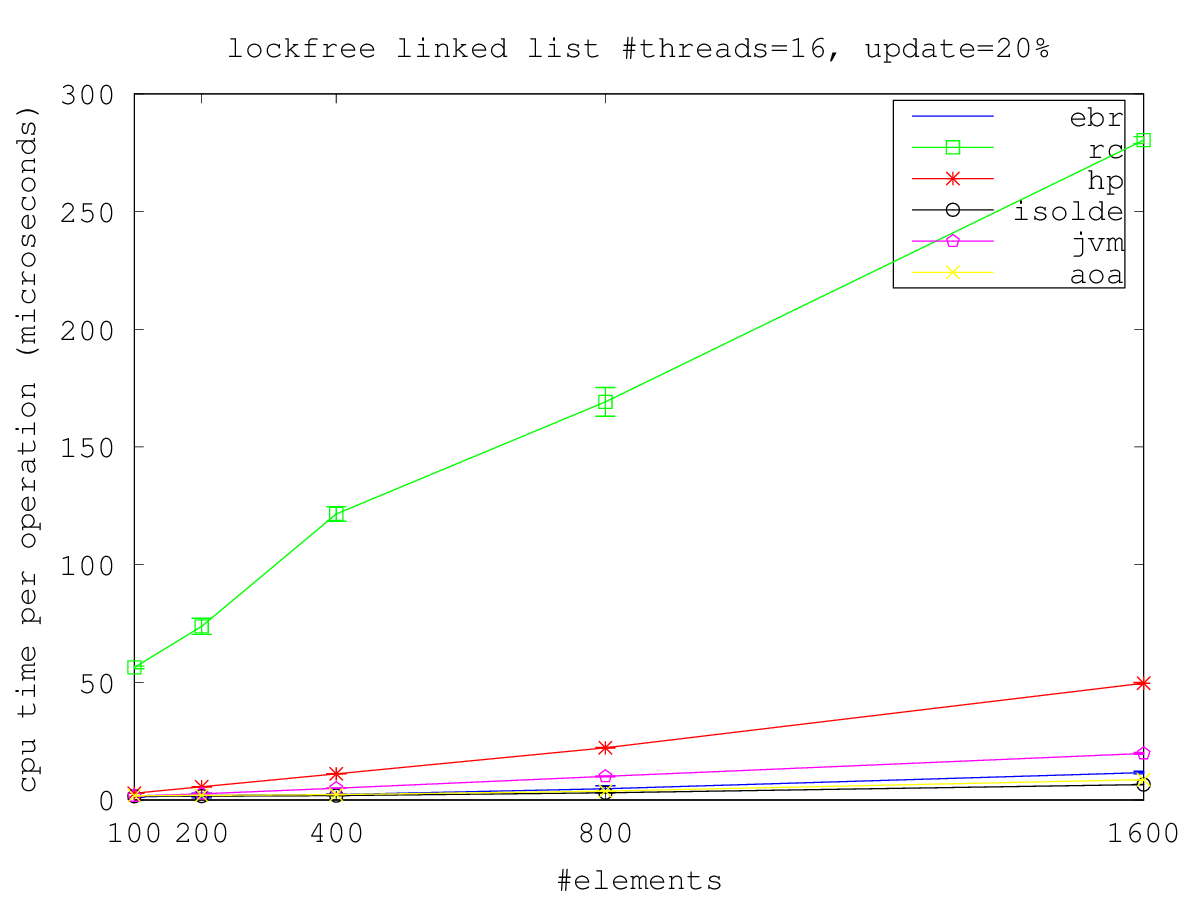 lockfree linked list #threads=16, update=20%
cpu time per operation (microseconds)
300
250
200
150
100
50
0
ebr
rc
hp
isolde
jvm
aoa
100 200 400 800 1600
#elements